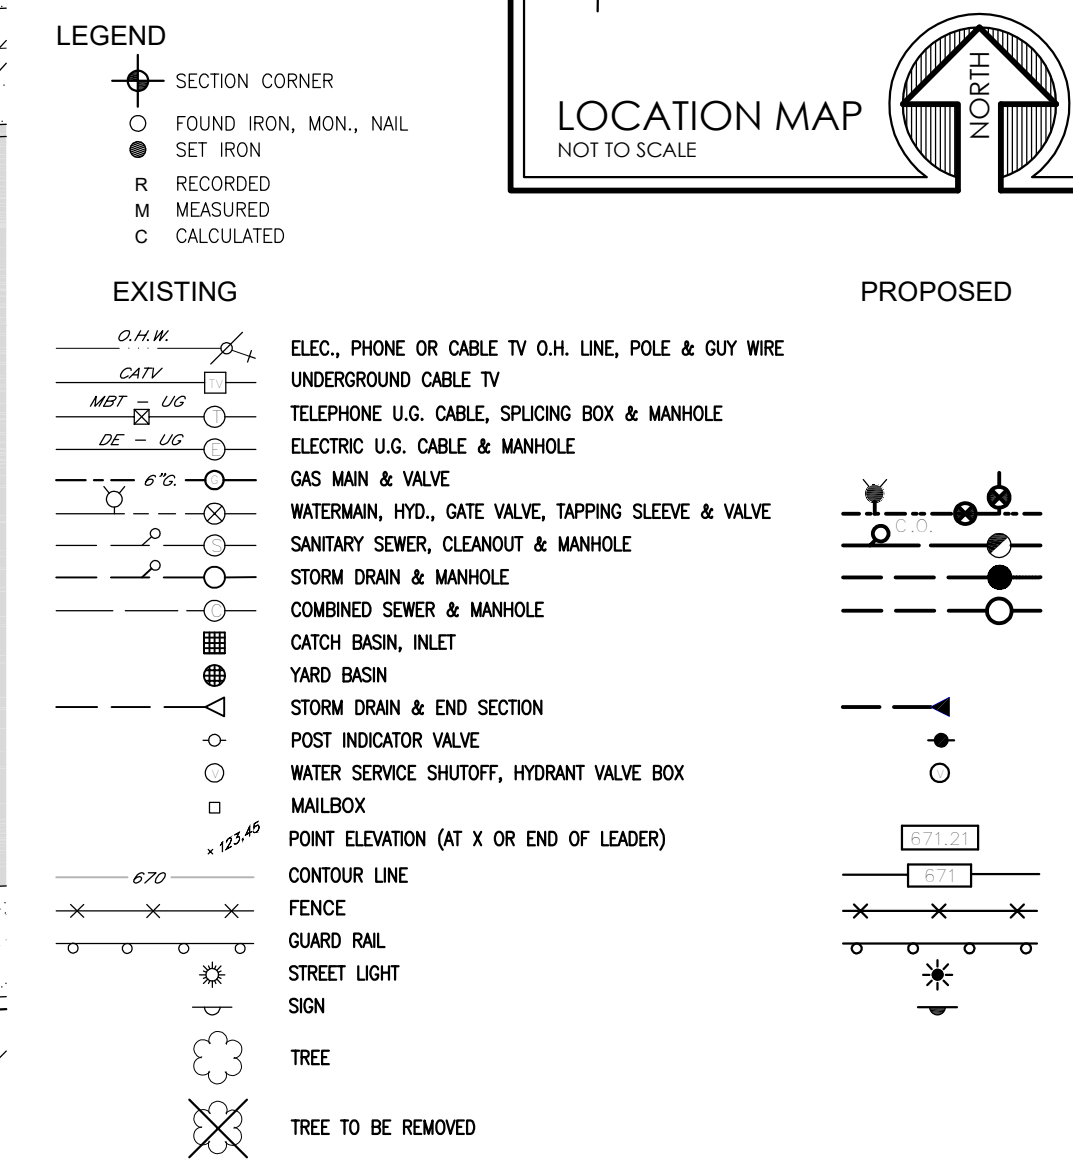 LEGEND
SECTION CORNER
FOUND IRON, MON., NAIL
SET IRON
R RECORDED
M MEASURED
C CALCULATED
LOCATION MAP
NOT TO SCALE
NORTH
EXISTING PROPOSED
O.H.W. ELEC., PHONE OR CABLE TV O.H. LINE, POLE & GUY WIRE
CATV TV UNDERGROUND CABLE TV
MBT - UG T TELEPHONE U.G. CABLE, SPLICING BOX & MANHOLE
DE - UG E ELECTRIC U.G. CABLE & MANHOLE
6"G. G GAS MAIN & VALVE
WATERMAIN, HYD., GATE VALVE, TAPPING SLEEVE & VALVE
C.O.
S SANITARY SEWER, CLEANOUT & MANHOLE
STORM DRAIN & MANHOLE
C COMBINED SEWER & MANHOLE
CATCH BASIN, INLET
YARD BASIN
STORM DRAIN & END SECTION
POST INDICATOR VALVE
V WATER SERVICE SHUTOFF, HYDRANT VALVE BOX V
MAILBOX
× 123.45 POINT ELEVATION (AT X OR END OF LEADER) 671.21
670 CONTOUR LINE 671
FENCE
GUARD RAIL
STREET LIGHT
SIGN
TREE
TREE TO BE REMOVED